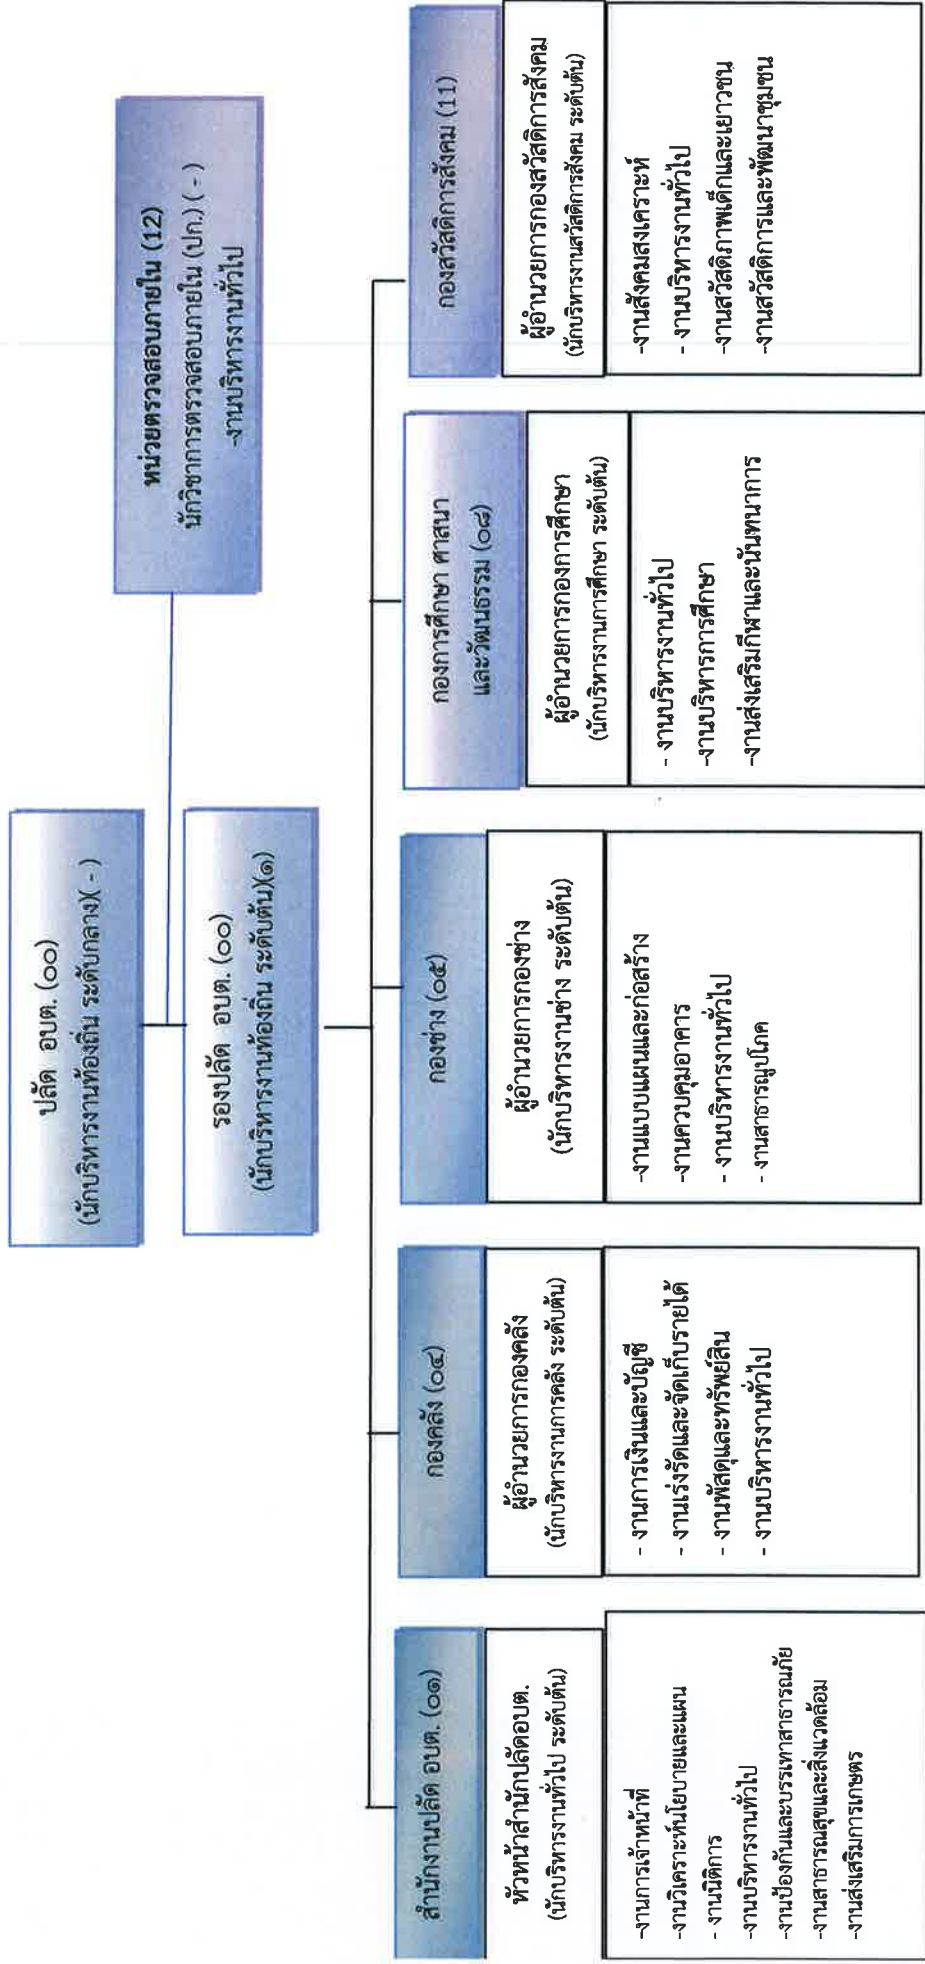 ปลัด อบต. (๐๐)
(นักบริหารงานท้องถิ่น ระดับกลาง)( - )
รองปลัด อบต. (๐๐)
(นักบริหารงานท้องถิ่น ระดับต้น)(๑)
หน่วยตรวจสอบภายใน (12)
นักวิชาการตรวจสอบภายใน (ปก.) ( - )
-งานบริหารงานทั่วไป
สำนักงานปลัด อบต. (๐๑)
หัวหน้าสำนักปลัดอบต.
(นักบริหารงานทั่วไป ระดับต้น)
-งานการเจ้าหน้าที่
-งานวิเคราะห์นโยบายและแผน
- งานนิติการ
-งานบริหารงานทั่วไป
-งานป้องกันและบรรเทาสาธารณภัย
-งานสาธารณสุขและสิ่งแวดล้อม
-งานส่งเสริมการเกษตร
กองคลัง (๐๔)
ผู้อำนวยการกองคลัง
(นักบริหารงานการคลัง ระดับต้น)
- งานการเงินและบัญชี
- งานเร่งรัดและจัดเก็บรายได้
- งานพัสดุและทรัพย์สิน
- งานบริหารงานทั่วไป
กองช่าง (๐๕)
ผู้อำนวยการกองช่าง
(นักบริหารงานช่าง ระดับต้น)
-งานแบบแผนและก่อสร้าง
-งานควบคุมอาคาร
- งานบริหารงานทั่วไป
- งานสาธารณูปโภค
กองการศึกษา ศาสนา
และวัฒนธรรม (๐๘)
ผู้อำนวยการกองการศึกษา
(นักบริหารงานการศึกษา ระดับต้น)
- งานบริหารงานทั่วไป
-งานบริหารการศึกษา
-งานส่งเสริมกีฬาและนันทนาการ
กองสวัสดิการสังคม (11)
ผู้อำนวยการกองสวัสดิการสังคม
(นักบริหารงานสวัสดิการสังคม ระดับต้น)
-งานสังคมสงเคราะห์
- งานบริหารงานทั่วไป
-งานสวัสดิภาพเด็กและเยาวชน
-งานสวัสดิการและพัฒนาชุมชน